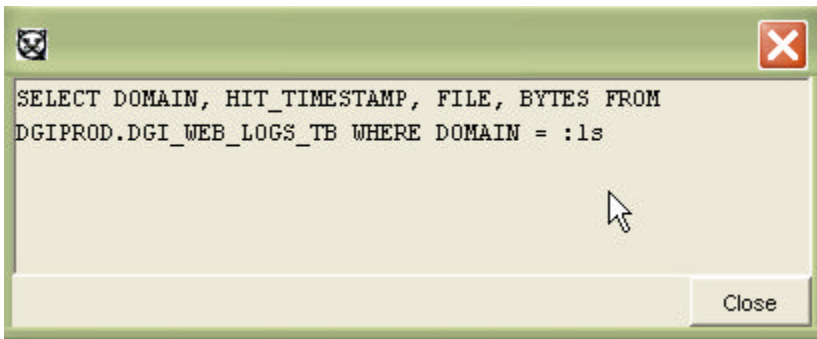 SELECT DOMAIN, HIT_TIMESTAMP, FILE, BYTES FROM
DGIPROD.DGI_WEB_LOGS_TB WHERE DOMAIN = :1s
Close